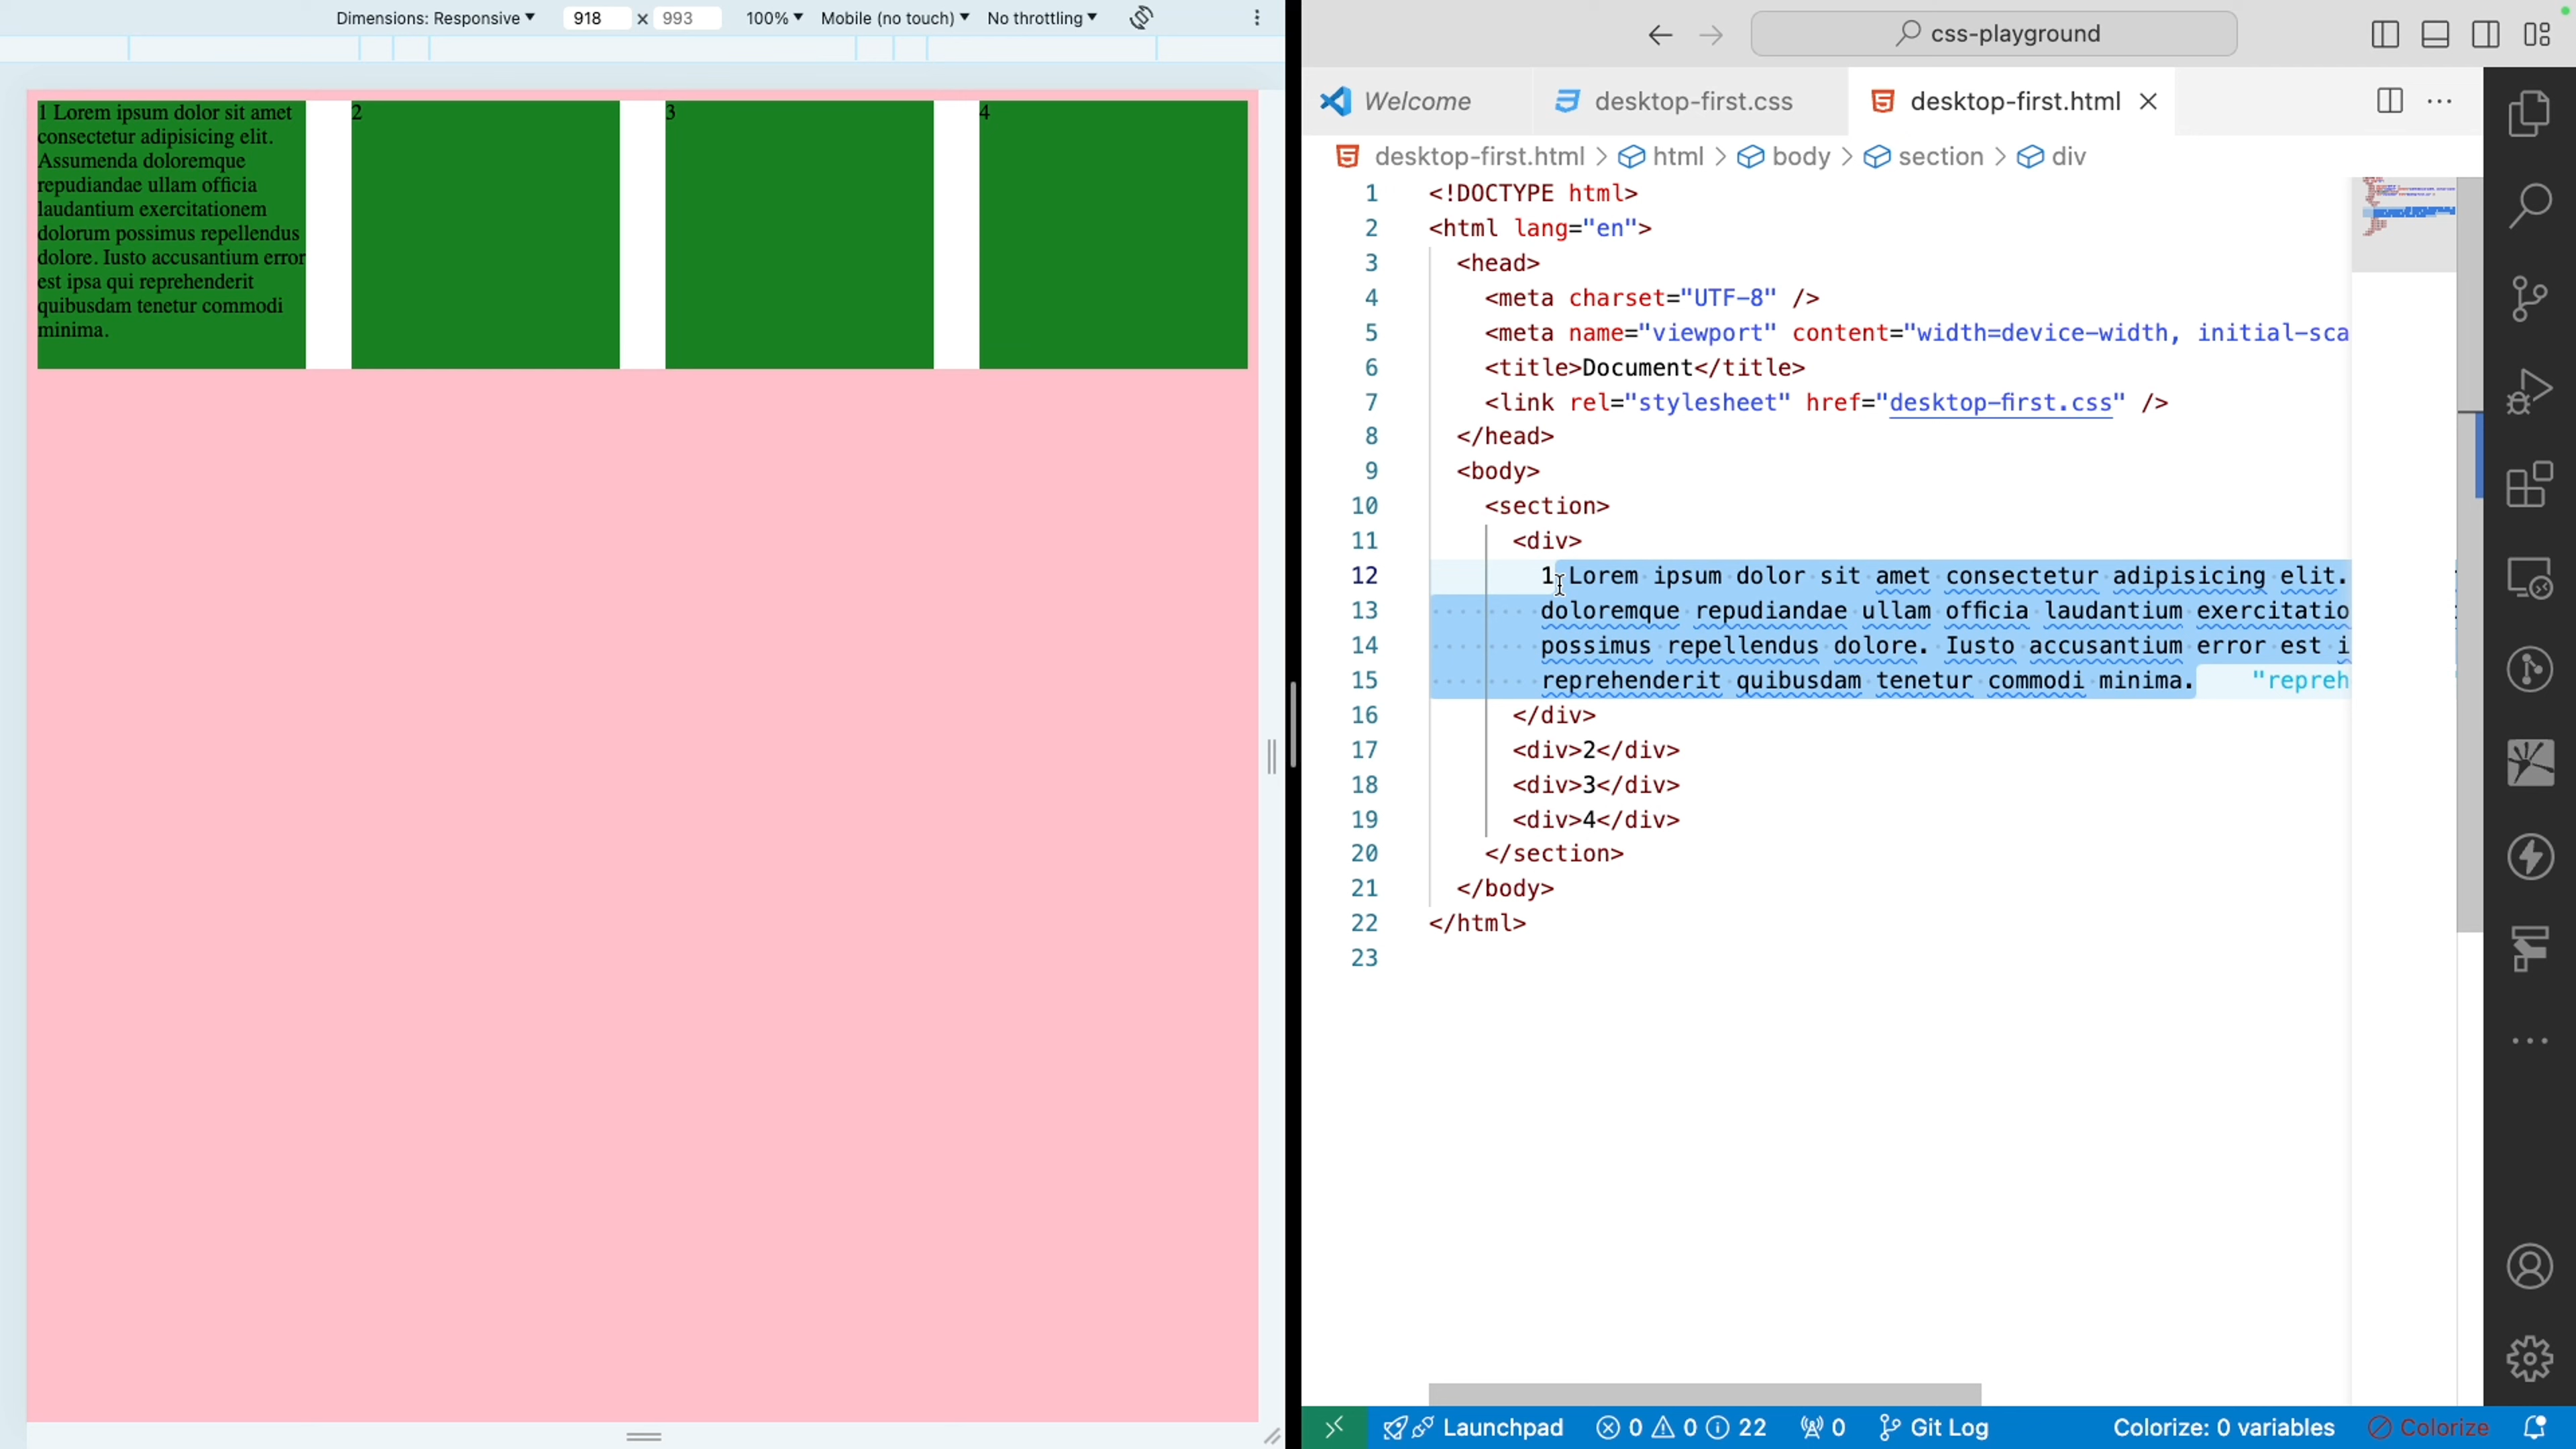 Dimensions: Responsive 918 x 993 100% Mobile (no touch) No throttling
1 Lorem ipsum dolor sit amet
consectetur adipisicing elit.
Assumenda doloremque
repudiandae ullam officia
laudantium exercitationem
dolorum possimus repellendus
dolore. Iusto accusantium error
est ipsa qui reprehenderit
quibusdam tenetur commodi
minima.
2
3
4
css-playground
Welcome desktop-first.css desktop-first.html
desktop-first.html > html > body > section > div
1 <!DOCTYPE html>
2 <html lang="en">
3 <head>
4 <meta charset="UTF-8" />
5 <meta name="viewport" content="width=device-width, initial-sca
6 <title>Document</title>
7 <link rel="stylesheet" href="desktop-first.css" />
8 </head>
9 <body>
10 <section>
11 <div>
12 1 Lorem ipsum dolor sit amet consectetur adipisicing elit.
13 doloremque repudiandae ullam officia laudantium exercitatio
14 possimus repellendus dolore. Iusto accusantium error est i
15 reprehenderit quibusdam tenetur commodi minima. "repreh
16 </div>
17 <div>2</div>
18 <div>3</div>
19 <div>4</div>
20 </section>
21 </body>
22 </html>
23
Launchpad 0 0 22 0 Git Log Colorize: 0 variables Colorize